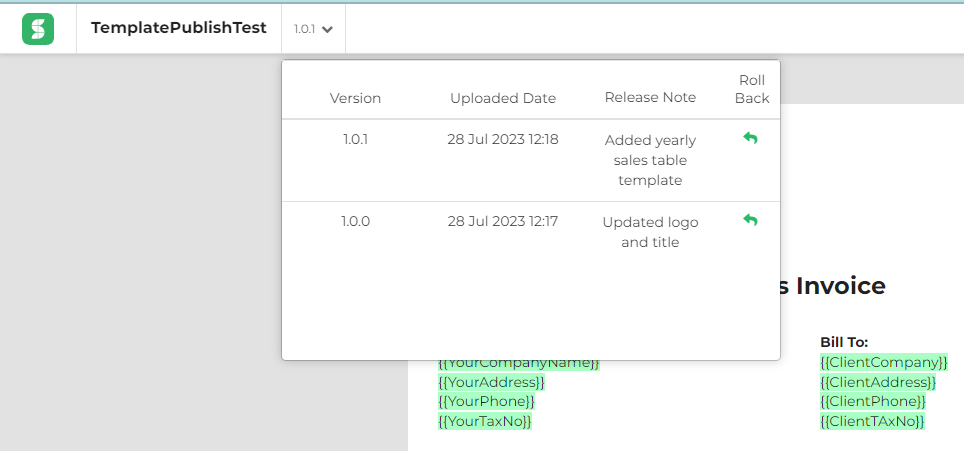 TemplatePublishTest
1.0.1
Version
Uploaded Date
Release Note
Roll
Back
1.0.1
28 Jul 2023 12:18
Added yearly
sales table
template
1.0.0
28 Jul 2023 12:17
Updated logo
and title
s Invoice
{{YourCompanyName}}
{{YourAddress}}
{{YourPhone}}
{{YourTaxNo}}
Bill To:
{{ClientCompany}}
{{ClientAddress}}
{{ClientPhone}}
{{ClientTAxNo}}